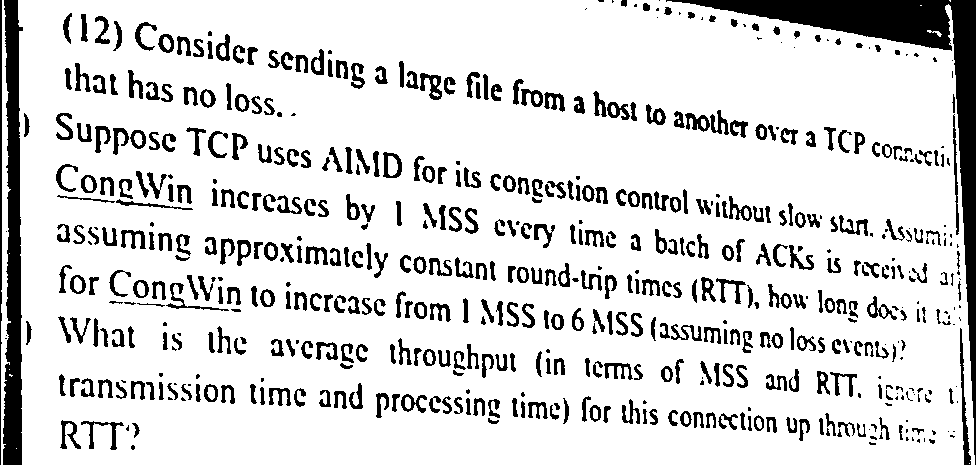 (12) Consider sending a large file from a host to another over a TCP
that has no loss. .
) Suppose TCP uses AIMD for its congestion control without slow start.
CongWin increases by 1 MSS every time a batch of ACKs is received
assuming approximately constant round-trip times (RTT), how long does it
for CongWin to increase from 1 MSS to 6 MSS (assuming no loss events)?
) What is the average throughput (in terms of MSS and RTT. ignore
transmission time and processing time) for this connection up through time
RTT?